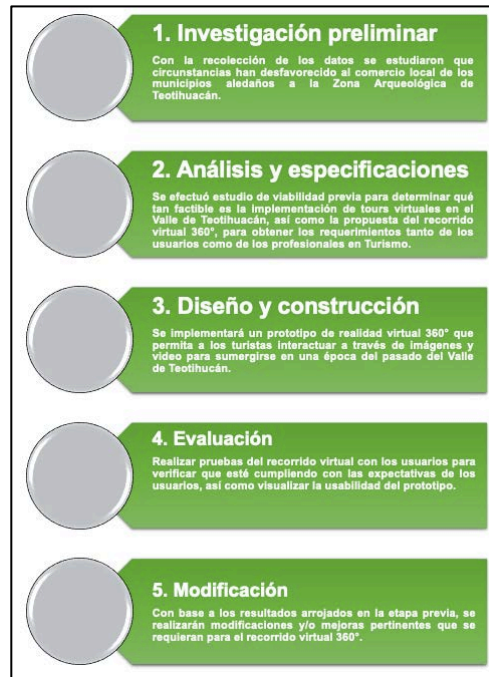 1. Investigación preliminar
Con la recolección de los datos se estudiaron que
circunstancias han desfavorecido al comercio local de los
municipios aledaños a la Zona Arqueológica de
Teotihuacán.
2. Análisis y especificaciones
Se efectuó estudio de viabilidad previa para determinar qué
tan factible es la implementación de tours virtuales en el
Valle de Teotihuacán, así como la propuesta del recorrido
virtual 360°, para obtener los requerimientos tanto de los
usuarios como de los profesionales en Turismo.
3. Diseño y construcción
Se implementará un prototipo de realidad virtual 360° que
permita a los turistas interactuar a través de imágenes y
video para sumergirse en una época del pasado del Valle
de Teotihucán.
4. Evaluación
Realizar pruebas del recorrido virtual con los usuarios para
verificar que esté cumpliendo con las expectativas de los
usuarios, así como visualizar la usabilidad del prototipo.
5. Modificación
Con base a los resultados arrojados en la etapa previa, se
realizarán modificaciones y/o mejoras pertinentes que se
requieran para el recorrido virtual 360°.